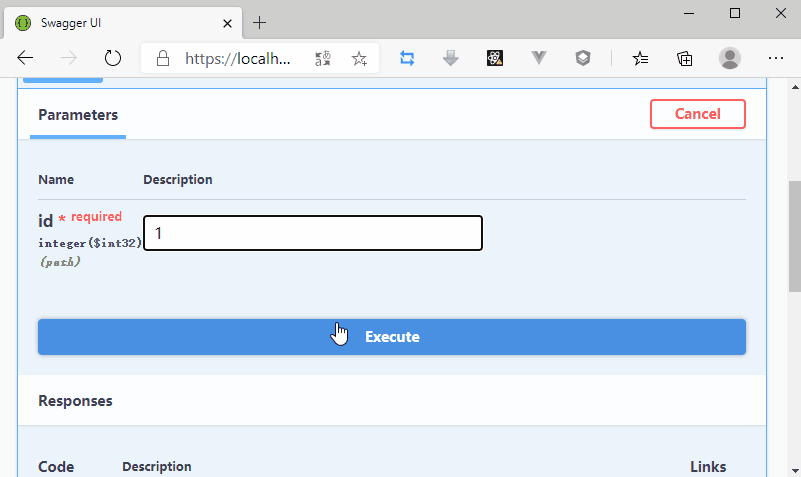 Swagger UI
https://localh...
Parameters
Cancel
Name Description
id * required
integer($int32)
(path)
1
Execute
Responses
Code Description Links